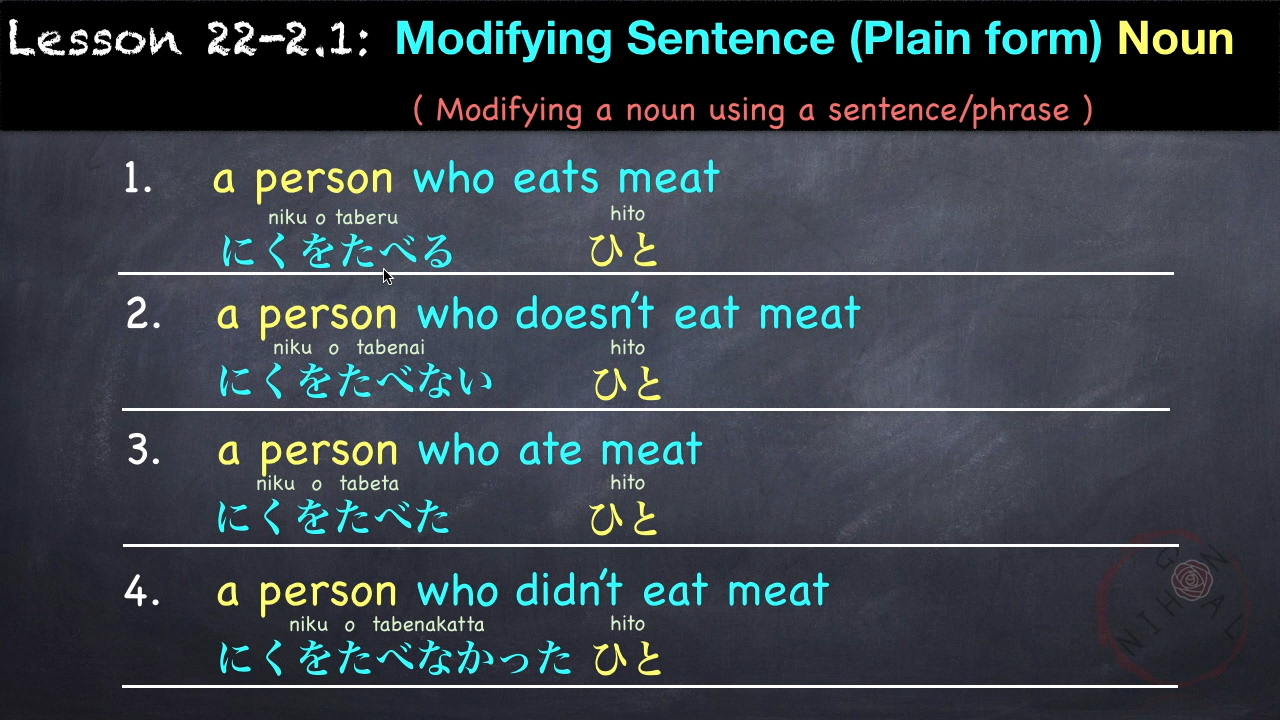 Lesson 22-2.1: Modifying Sentence (Plain form) Noun
( Modifying a noun using a sentence/phrase )
1. a person who eats meat
niku o taberu hito
にくをたべる ひと
2. a person who doesn't eat meat
niku o tabenai hito
にくをたべない ひと
3. a person who ate meat
niku o tabeta hito
にくをたべた ひと
4. a person who didn't eat meat
niku o tabenakatta hito
にくをたべなかった ひと
NIHONGOAL